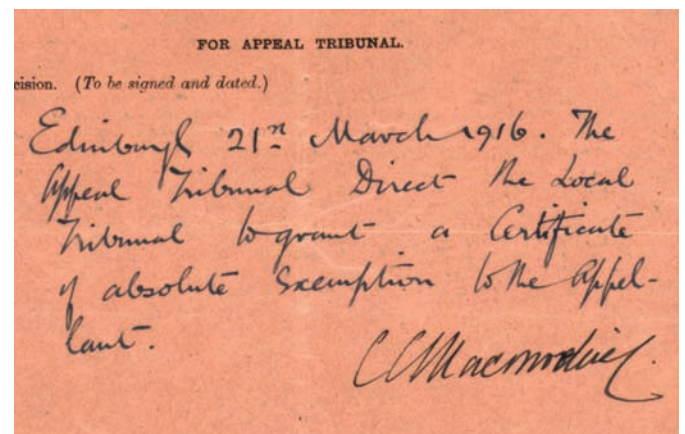 FOR APPEAL TRIBUNAL.
cision. (To be signed and dated.)
Edinburgh 21st March 1916. The
Appeal Tribunal Direct the Local
Tribunal to grant a Certificate
of absolute Exemption to the Appel-
lant.